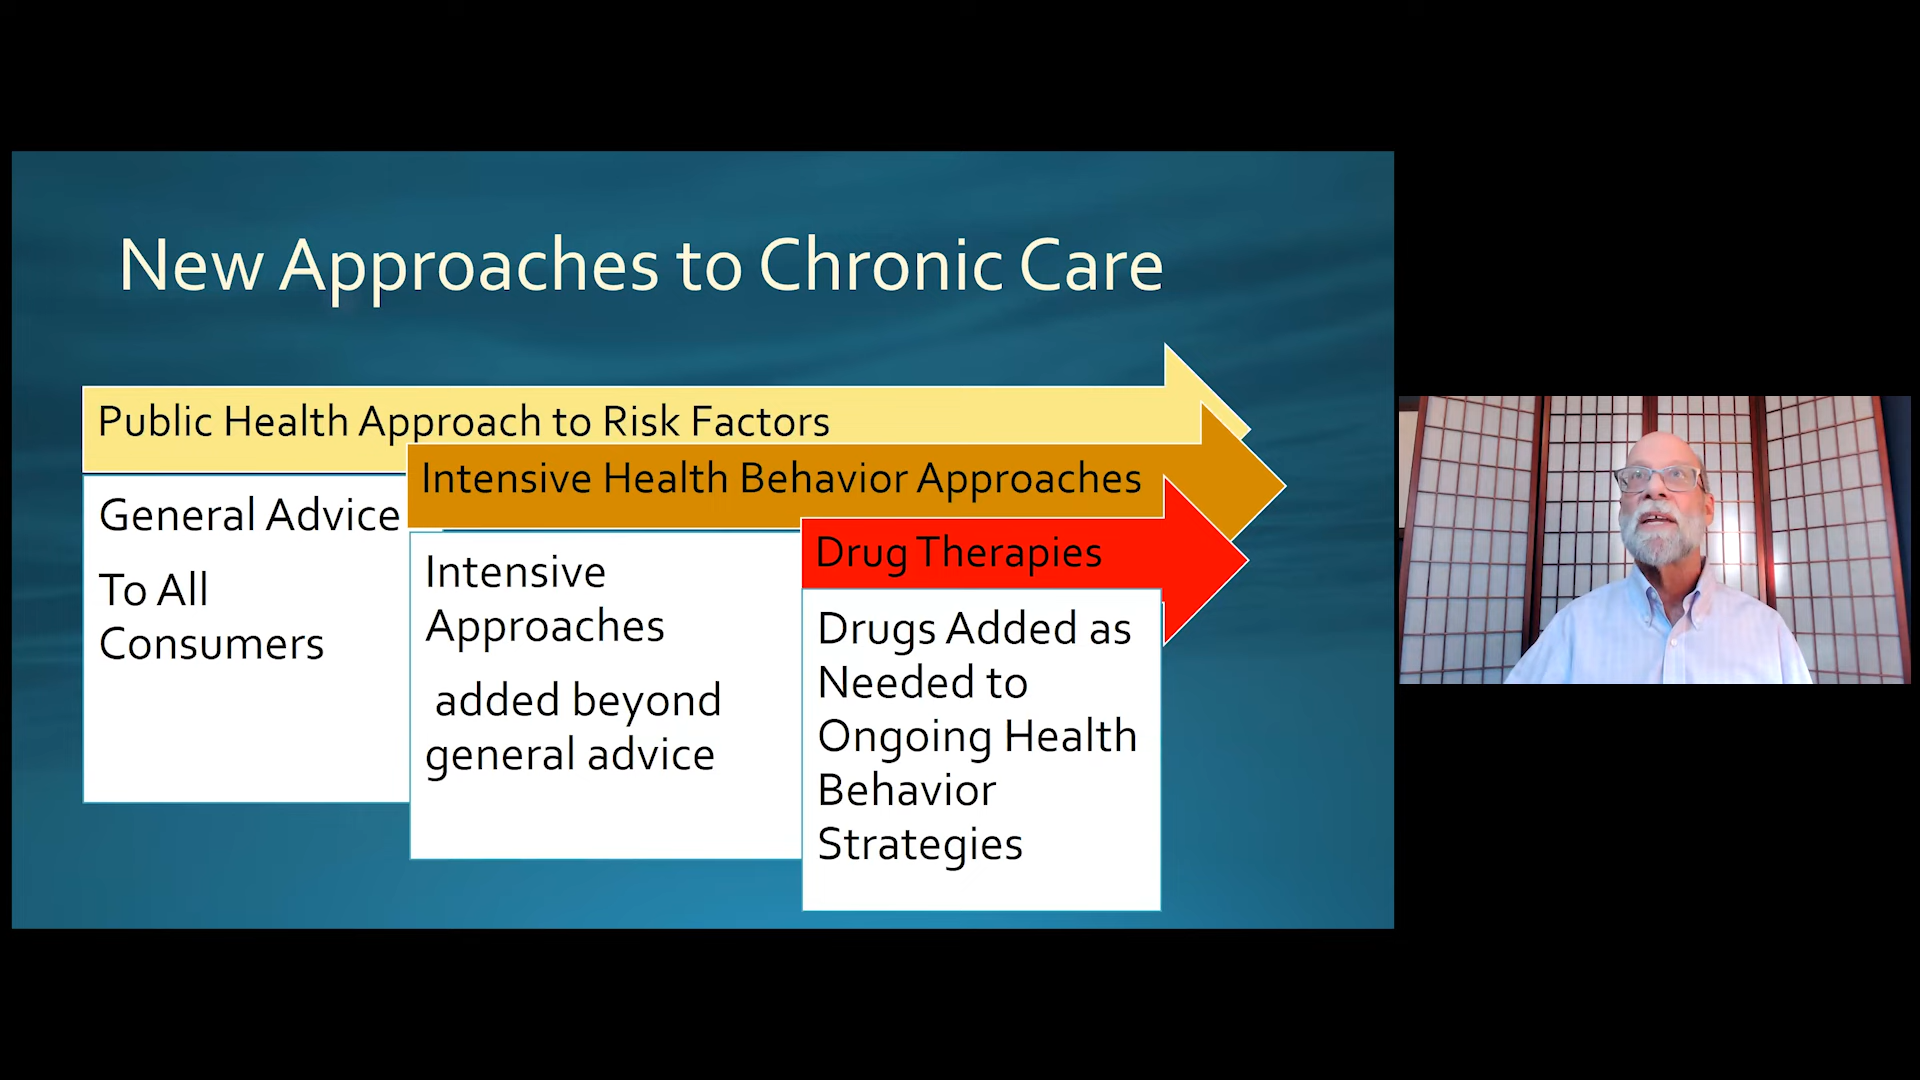 New Approaches to Chronic Care
Public Health Approach to Risk Factors
General Advice
To All
Consumers
Intensive Health Behavior Approaches
Intensive
Approaches
added beyond
general advice
Drug Therapies
Drugs Added as
Needed to
Ongoing Health
Behavior
Strategies